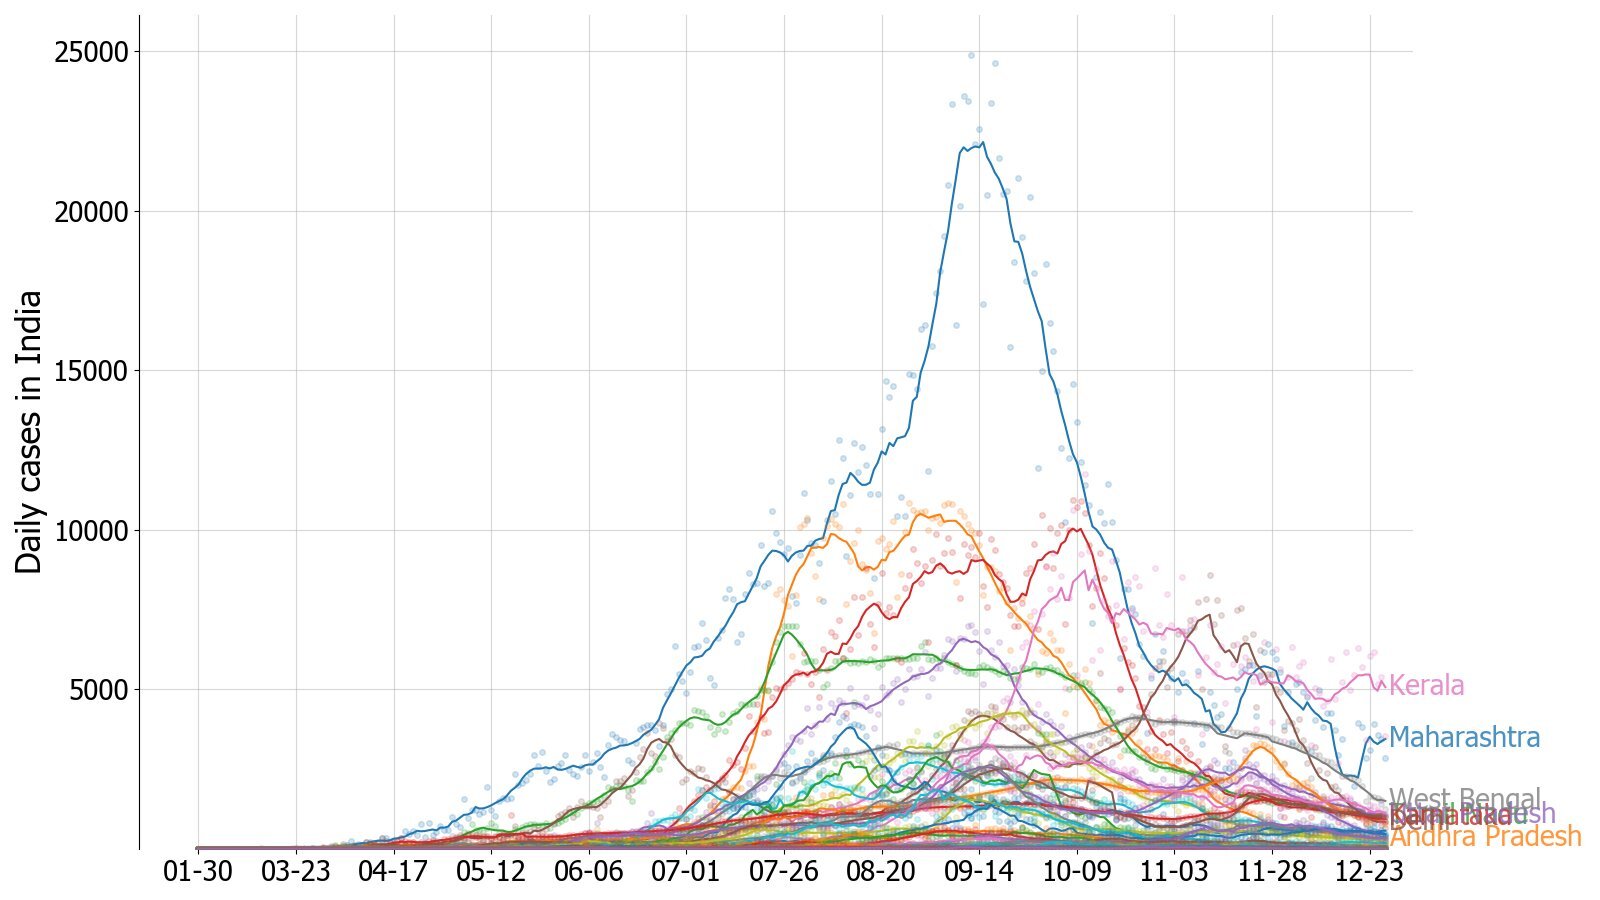 Daily cases in India
25000
20000
15000
10000
5000
01-30 03-23 04-17 05-12 06-06 07-01 07-26 08-20 09-14 10-09 11-03 11-28 12-23
Kerala
Maharashtra
West Bengal
Karnataka
Delhi
Andhra Pradesh